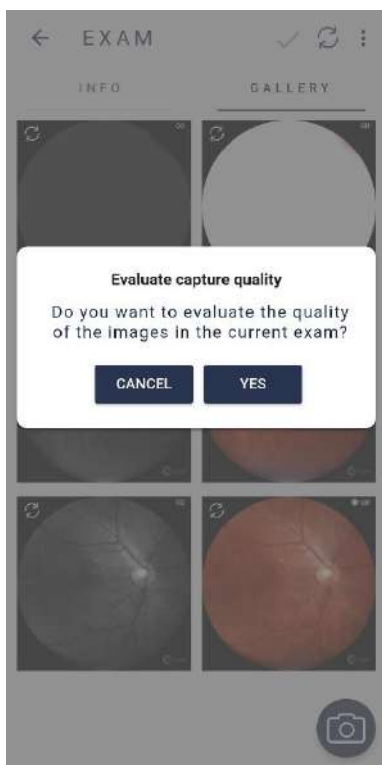 EXAM
INFO
GALLERY
Evaluate capture quality
Do you want to evaluate the quality
of the images in the current exam?
CANCEL
YES